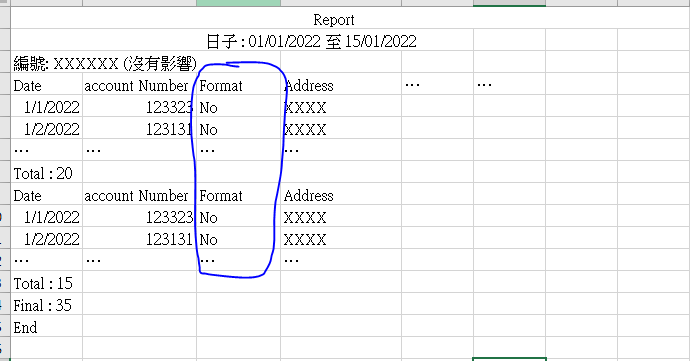 Report
日子 : 01/01/2022 至 15/01/2022
編號: XXXXXX (沒有影響)
Date account Number Format Address ... ...
1/1/2022 123323 No XXXX
1/2/2022 123131 No XXXX
... ... ... ...
Total : 20
Date account Number Format Address
1/1/2022 123323 No XXXX
1/2/2022 123131 No XXXX
... ... ... ...
Total : 15
Final : 35
End